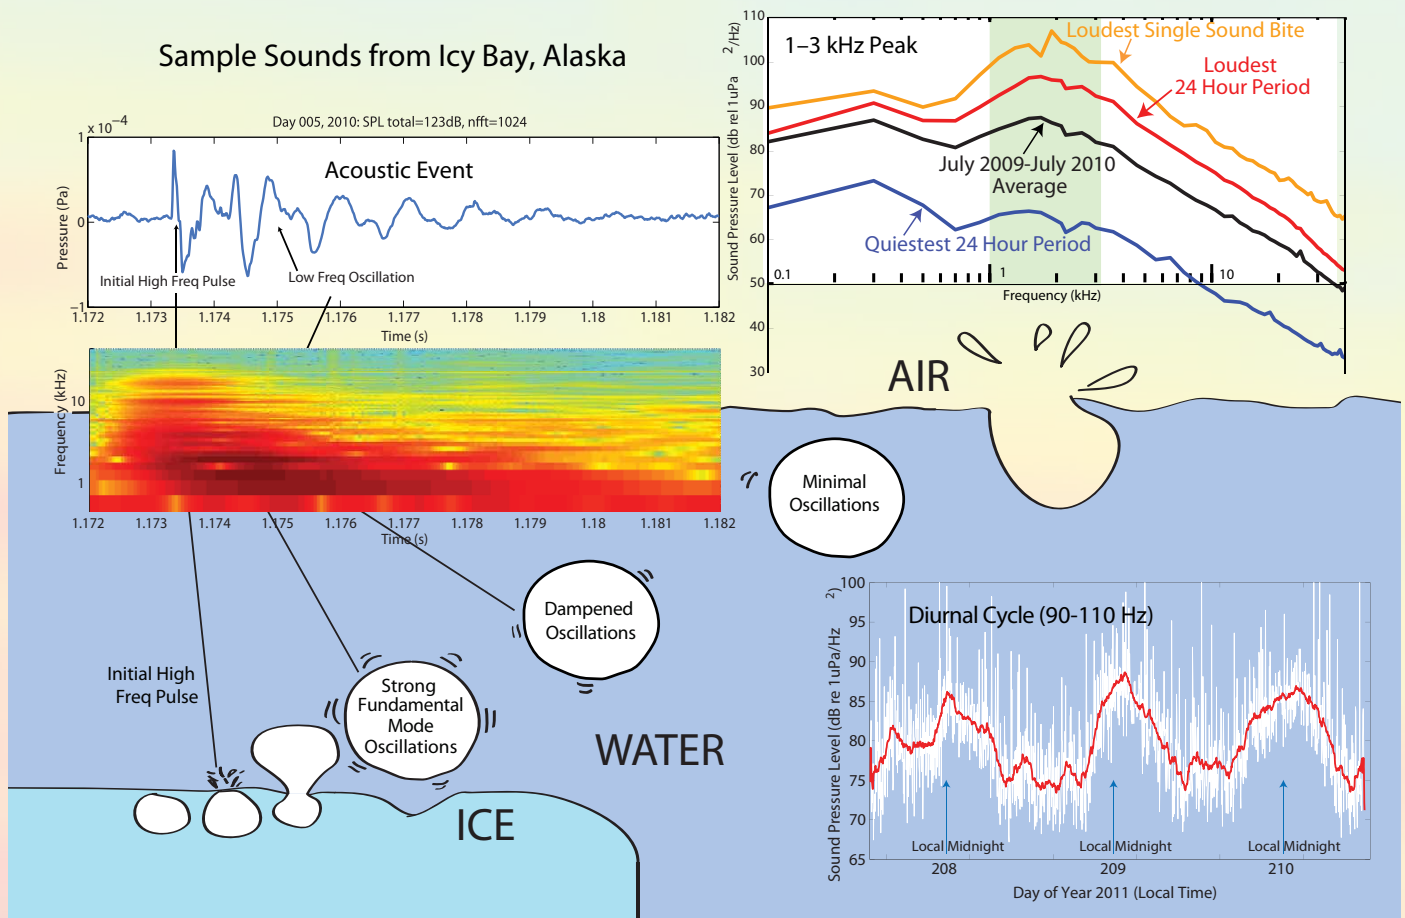 Sample Sounds from Icy Bay, Alaska
Day 005, 2010: SPL total=123dB, nfft=1024
1 x 10
-4
Acoustic Event
Pressure (Pa)
0
−1
Initial High Freq Pulse
Low Freq Oscillation
1.172 1.173 1.174 1.175 1.176 1.177 1.178 1.179 1.18 1.181 1.182
Time (s)
Frequency (kHz)
10
1
1.172 1.173 1.174 1.175 1.176 1.177 1.178 1.179 1.18 1.181 1.182
Time (s)
1–3 kHz Peak
Loudest Single Sound Bite
Loudest
24 Hour Period
July 2009-July 2010
Average
Quiestest 24 Hour Period
Sound Pressure Level (db rel 1uPa
2
/Hz)
110
100
90
80
70
60
50
40
30
0.1 1 10
Frequency (kHz)
AIR
Minimal
Oscillations
Dampened
Oscillations
Initial High
Freq Pulse
Strong
Fundamental
Mode
Oscillations
WATER
ICE
Diurnal Cycle (90-110 Hz)
Sound Pressure Level (dB re 1uPa/Hz
2)
100
95
90
85
80
75
70
65
Local Midnight Local Midnight Local Midnight
208 209 210
Day of Year 2011 (Local Time)